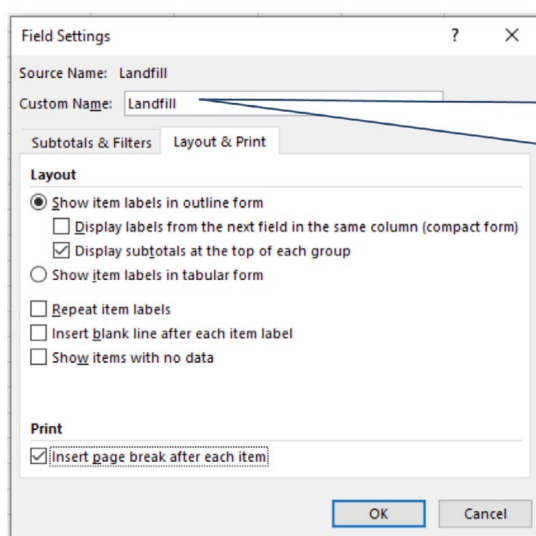 Field Settings ? X
Source Name: Landfill
Custom Name: Landfill
Subtotals & Filters Layout & Print
Layout
Show item labels in outline form
Display labels from the next field in the same column (compact form)
Display subtotals at the top of each group
Show item labels in tabular form
Repeat item labels
Insert blank line after each item label
Show items with no data
Print
Insert page break after each item
OK Cancel